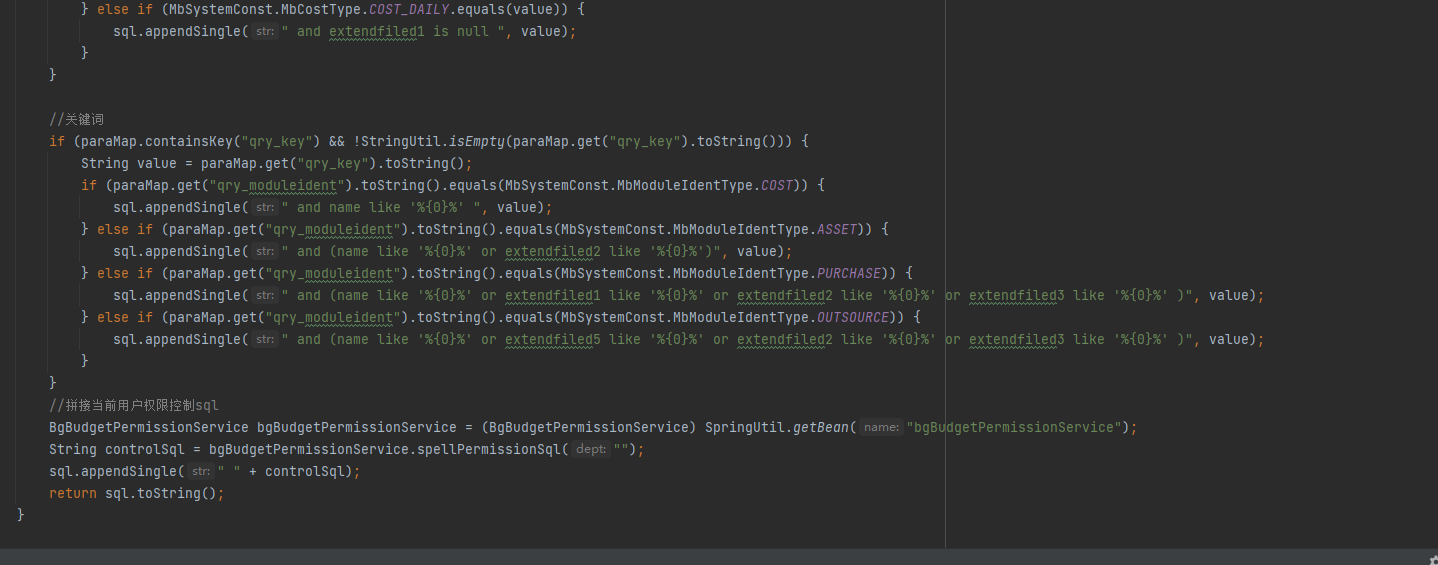 } else if (MbSystemConst.MbCostType.COST_DAILY.equals(value)) {
sql.appendSingle( str: " and extendfiled1 is null ", value);
}
}
//关键词
if (paraMap.containsKey("qry_key") && !StringUtil.isEmpty(paraMap.get("qry_key").toString())) {
String value = paraMap.get("qry_key").toString();
if (paraMap.get("qry_moduleident").toString().equals(MbSystemConst.MbModuleIdentType.COST)) {
sql.appendSingle( str: " and name like '%{0}%' ", value);
} else if (paraMap.get("qry_moduleident").toString().equals(MbSystemConst.MbModuleIdentType.ASSET)) {
sql.appendSingle( str: " and (name like '%{0}%' or extendfiled2 like '%{0}%')", value);
} else if (paraMap.get("qry_moduleident").toString().equals(MbSystemConst.MbModuleIdentType.PURCHASE)) {
sql.appendSingle( str: " and (name like '%{0}%' or extendfiled1 like '%{0}%' or extendfiled2 like '%{0}%' or extendfiled3 like '%{0}%' )", value);
} else if (paraMap.get("qry_moduleident").toString().equals(MbSystemConst.MbModuleIdentType.OUTSOURCE)) {
sql.appendSingle( str: " and (name like '%{0}%' or extendfiled5 like '%{0}%' or extendfiled2 like '%{0}%' or extendfiled3 like '%{0}%' )", value);
}
}
//拼接当前用户权限控制sql
BgBudgetPermissionService bgBudgetPermissionService = (BgBudgetPermissionService) SpringUtil.getBean( name: "bgBudgetPermissionService");
String controlSql = bgBudgetPermissionService.spellPermissionSql( dept: "");
sql.appendSingle( str: " " + controlSql);
return sql.toString();
}